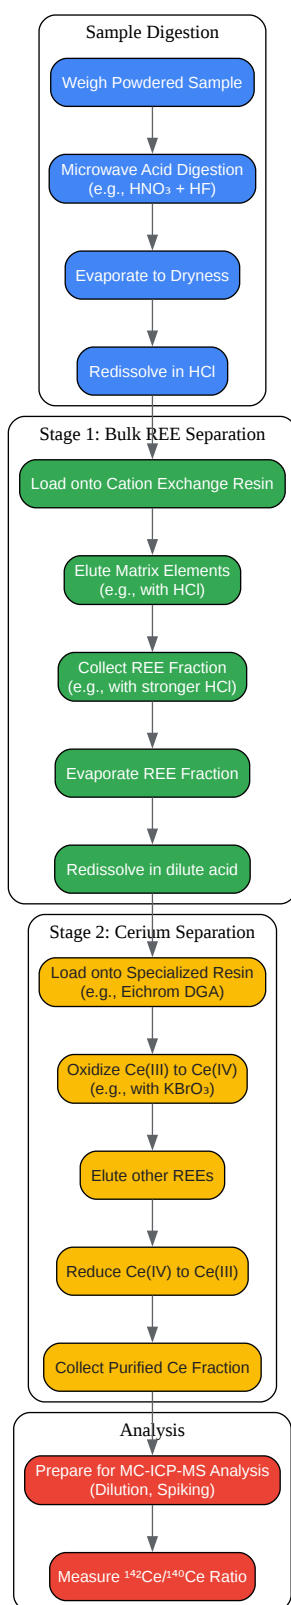 Sample Digestion
Weigh Powdered Sample
Microwave Acid Digestion
(e.g., HNO₃ + HF)
Evaporate to Dryness
Redissolve in HCl
Stage 1: Bulk REE Separation
Load onto Cation Exchange Resin
Elute Matrix Elements
(e.g., with HCl)
Collect REE Fraction
(e.g., with stronger HCl)
Evaporate REE Fraction
Redissolve in dilute acid
Stage 2: Cerium Separation
Load onto Specialized Resin
(e.g., Eichrom DGA)
Oxidize Ce(III) to Ce(IV)
(e.g., with KBrO₃)
Elute other REEs
Reduce Ce(IV) to Ce(III)
Collect Purified Ce Fraction
Analysis
Prepare for MC-ICP-MS Analysis
(Dilution, Spiking)
Measure ¹⁴²Ce/¹⁴⁰Ce Ratio